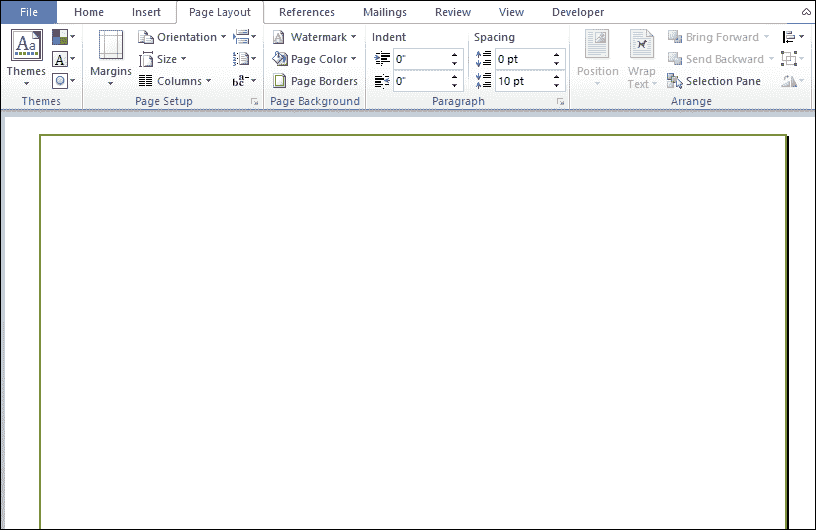 File Home Insert Page Layout References Mailings Review View Developer
Aa Orientation Watermark Indent Spacing Bring Forward
A Size Page Color 0" 0 pt Send Backward
Themes Margins Columns Page Borders 0" 10 pt Position Wrap Text Selection Pane
Themes Page Setup Page Background Paragraph Arrange